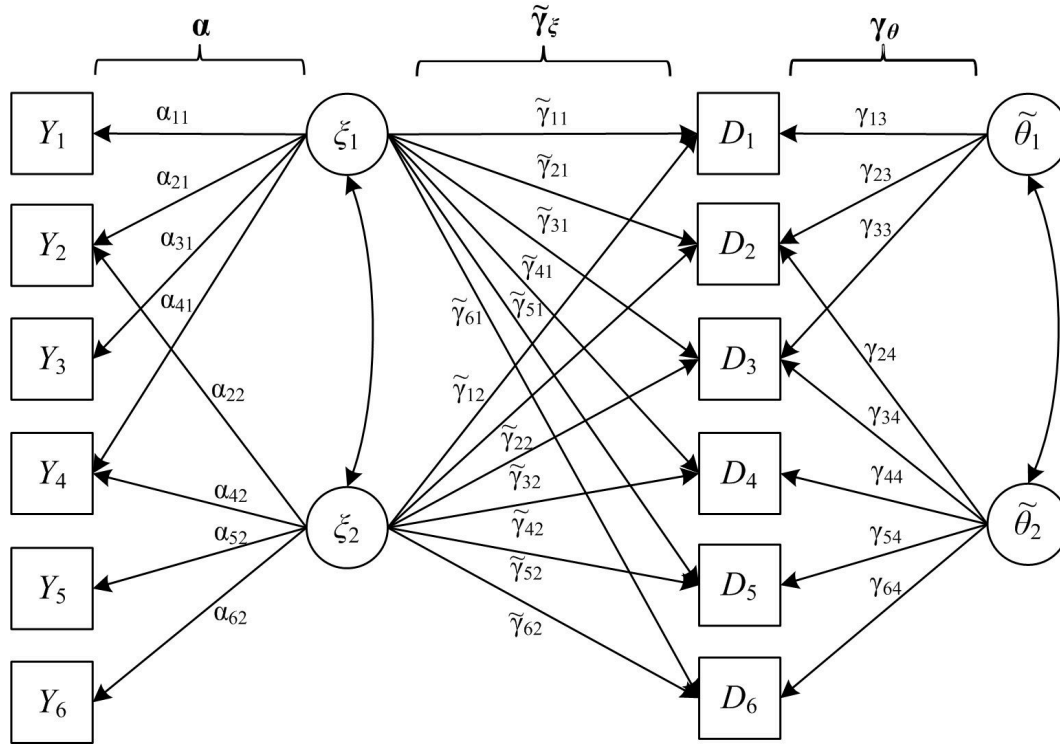 α γ̃ξ γθ
Y1 α11 ξ1 γ̃11 D1 γ13 θ̃1
α21 γ̃21 γ23
Y2 α31 γ̃31 D2 γ33
α41 γ̃41
γ̃61 γ̃51
Y3 α22 γ̃12 D3 γ24
γ̃22 γ34
Y4 α42 γ̃32 D4 γ44
α52 ξ2 γ̃42 γ54 θ̃2
Y5 α62 γ̃52 D5 γ64
γ̃62
Y6 D6